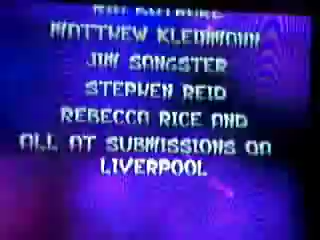 MATTHEW KLEINMANN
JIM SANGSTER
STEPHEN REID
REBECCA RICE AND
ALL AT SUBMISSIONS ON
LIVERPOOL